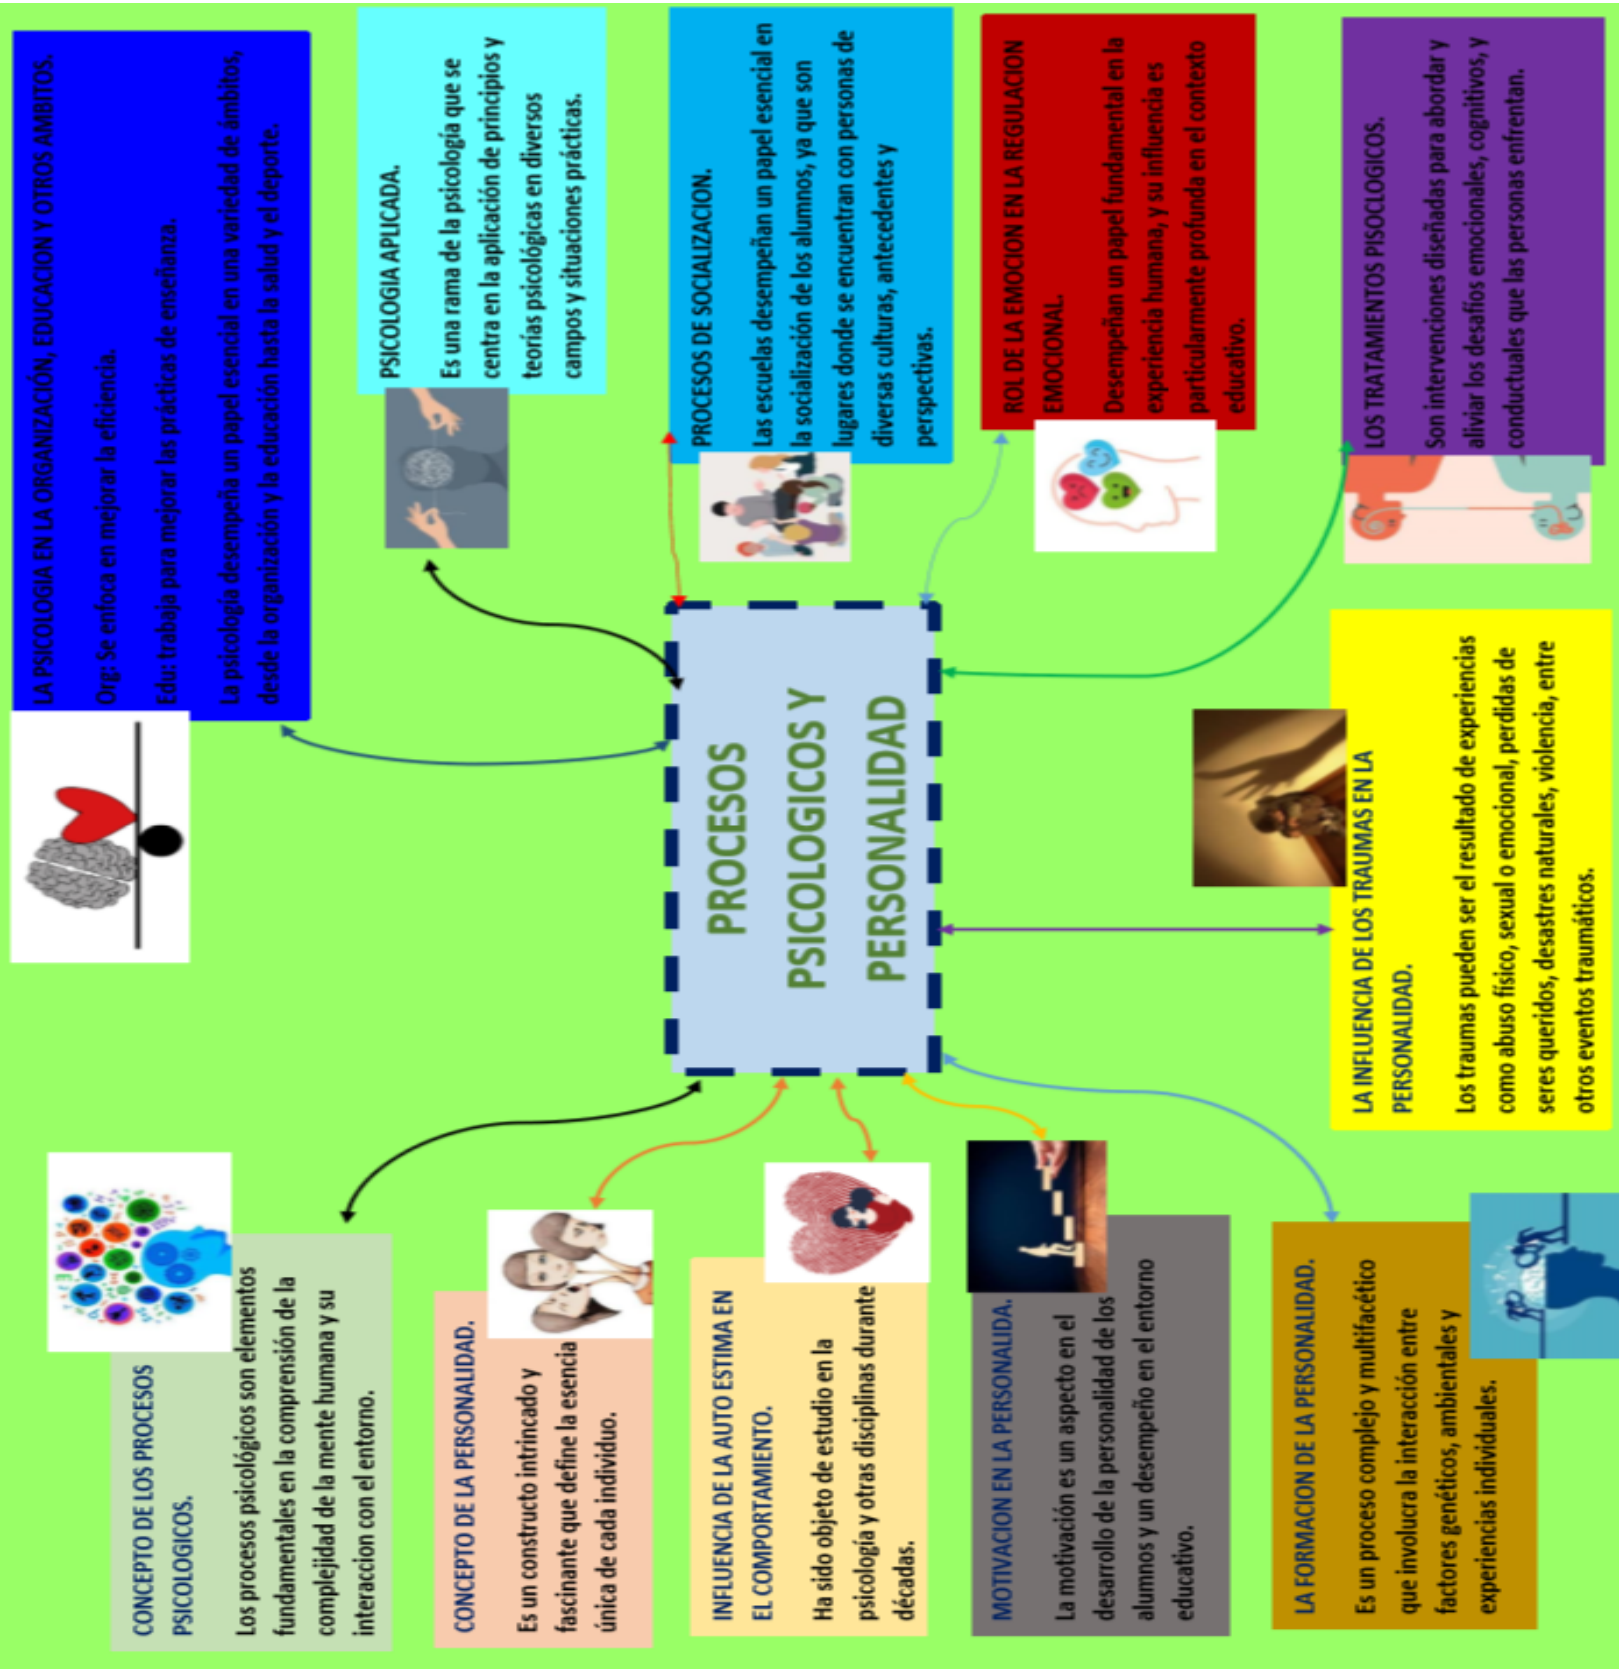 PROCESOS
PSICOLOGICOS Y
PERSONALIDAD
CONCEPTO DE LOS PROCESOS
PSICOLOGICOS.
Los procesos psicológicos son elementos
fundamentales en la comprensión de la
complejidad de la mente humana y su
interaccion con el entorno.
CONCEPTO DE LA PERSONALIDAD.
Es un constructo intrincado y
fascinante que define la esencia
única de cada individuo.
INFLUENCIA DE LA AUTO ESTIMA EN
EL COMPORTAMIENTO.
Ha sido objeto de estudio en la
psicología y otras disciplinas durante
décadas.
MOTIVACION EN LA PERSONALIDA.
La motivación es un aspecto en el
desarrollo de la personalidad de los
alumnos y un desempeño en el entorno
educativo.
LA FORMACION DE LA PERSONALIDAD.
Es un proceso complejo y multifacético
que involucra la interacción entre
factores genéticos, ambientales y
experiencias individuales.
LA INFLUENCIA DE LOS TRAUMAS EN LA
PERSONALIDAD.
Los traumas pueden ser el resultado de experiencias
como abuso físico, sexual o emocional, perdidas de
seres queridos, desastres naturales, violencia, entre
otros eventos traumáticos.
LA PSICOLOGIA EN LA ORGANIZACIÓN, EDUCACION Y OTROS AMBITOS.
Org: Se enfoca en mejorar la eficiencia.
Edu: trabaja para mejorar las prácticas de enseñanza.
La psicología desempeña un papel esencial en una variedad de ámbitos,
desde la organización y la educación hasta la salud y el deporte.
PSICOLOGIA APLICADA.
Es una rama de la psicología que se
centra en la aplicación de principios y
teorías psicológicas en diversos
campos y situaciones prácticas.
PROCESOS DE SOCIALIZACION.
Las escuelas desempeñan un papel esencial en
la socialización de los alumnos, ya que son
lugares donde se encuentran con personas de
diversas culturas, antecedentes y
perspectivas.
ROL DE LA EMOCION EN LA REGULACION
EMOCIONAL.
Desempeñan un papel fundamental en la
experiencia humana, y su influencia es
particularmente profunda en el contexto
educativo.
LOS TRATAMIENTOS PISOCLOGICOS.
Son intervenciones diseñadas para abordar y
aliviar los desafíos emocionales, cognitivos, y
conductuales que las personas enfrentan.